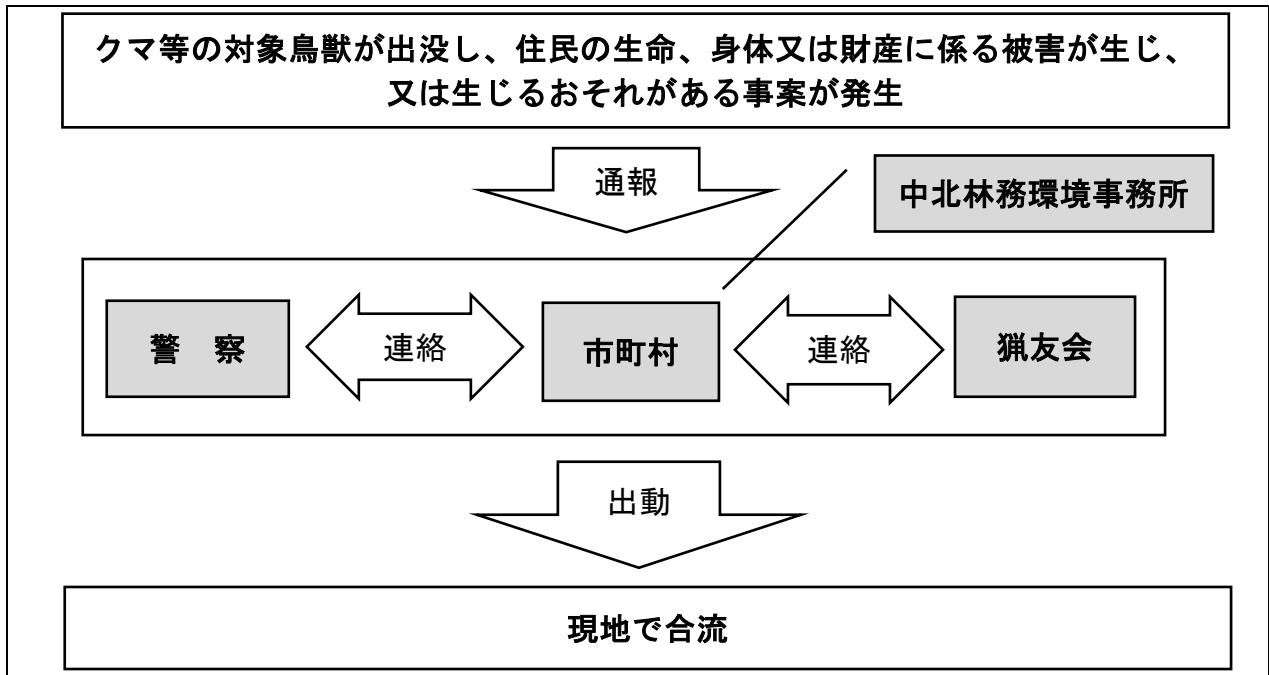 クマ等の対象鳥獣が出没し、住民の生命、身体又は財産に係る被害が生じ、
又は生じるおそれがある事案が発生
通報
中北林務環境事務所
警　察
連絡
市町村
連絡
猟友会
出動
現地で合流